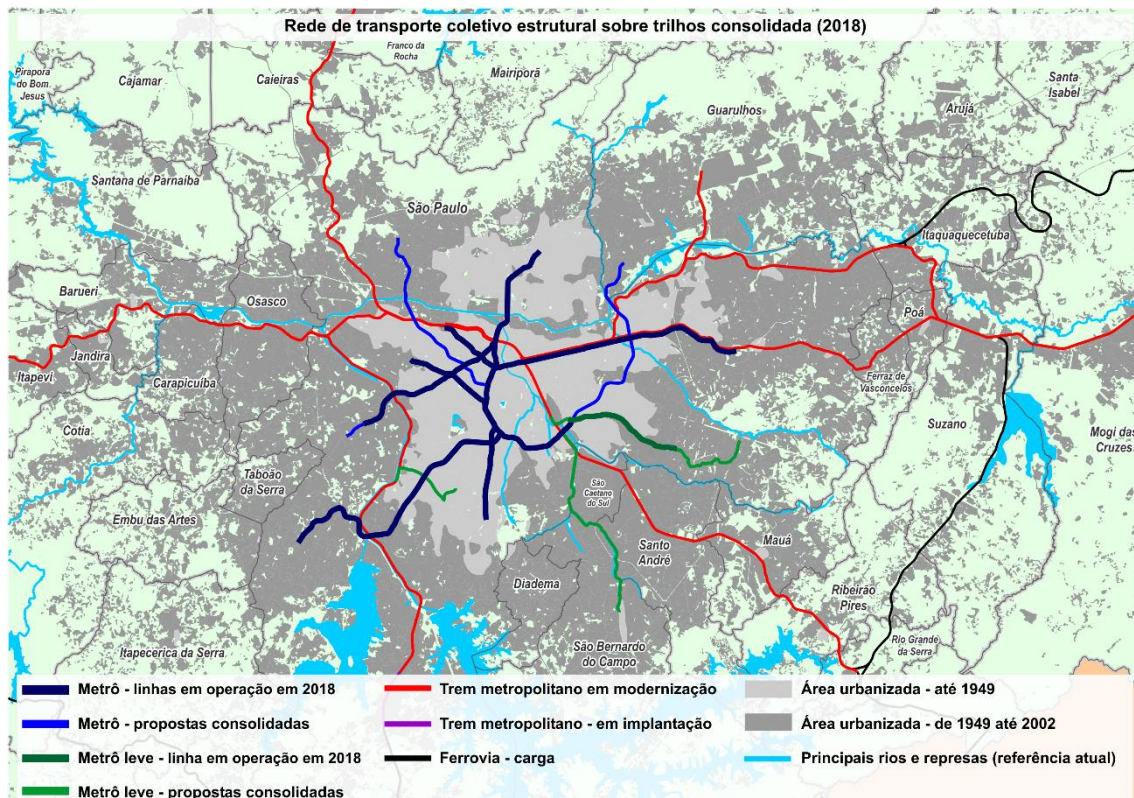 Rede de transporte coletivo estrutural sobre trilhos consolidada (2018)
Franco da
Rocha
Pirapora
do Bom
Jesus
Cajamar
Caieiras
Mairiporã
Santa
Isabel
Guarulhos
Arujá
Santana de Parnaíba
São Paulo
Itaquaquecetuba
Barueri
Osasco
Poá
Jandira
Itapevi
Carapicuíba
Ferraz de
Vasconcelos
Cotia
Suzano
Mogi das
Cruzes
Taboão
da Serra
São
Caetano
do Sul
Embu das Artes
Santo
André
Mauá
Diadema
Ribeirão
Pires
Itapecerica da Serra
São Bernardo
do Campo
Rio Grande
da Serra
Metrô - linhas em operação em 2018
Metrô - propostas consolidadas
Metrô leve - linha em operação em 2018
Metrô leve - propostas consolidadas
Trem metropolitano em modernização
Trem metropolitano - em implantação
Ferrovia - carga
Área urbanizada - até 1949
Área urbanizada - de 1949 até 2002
Principais rios e represas (referência atual)